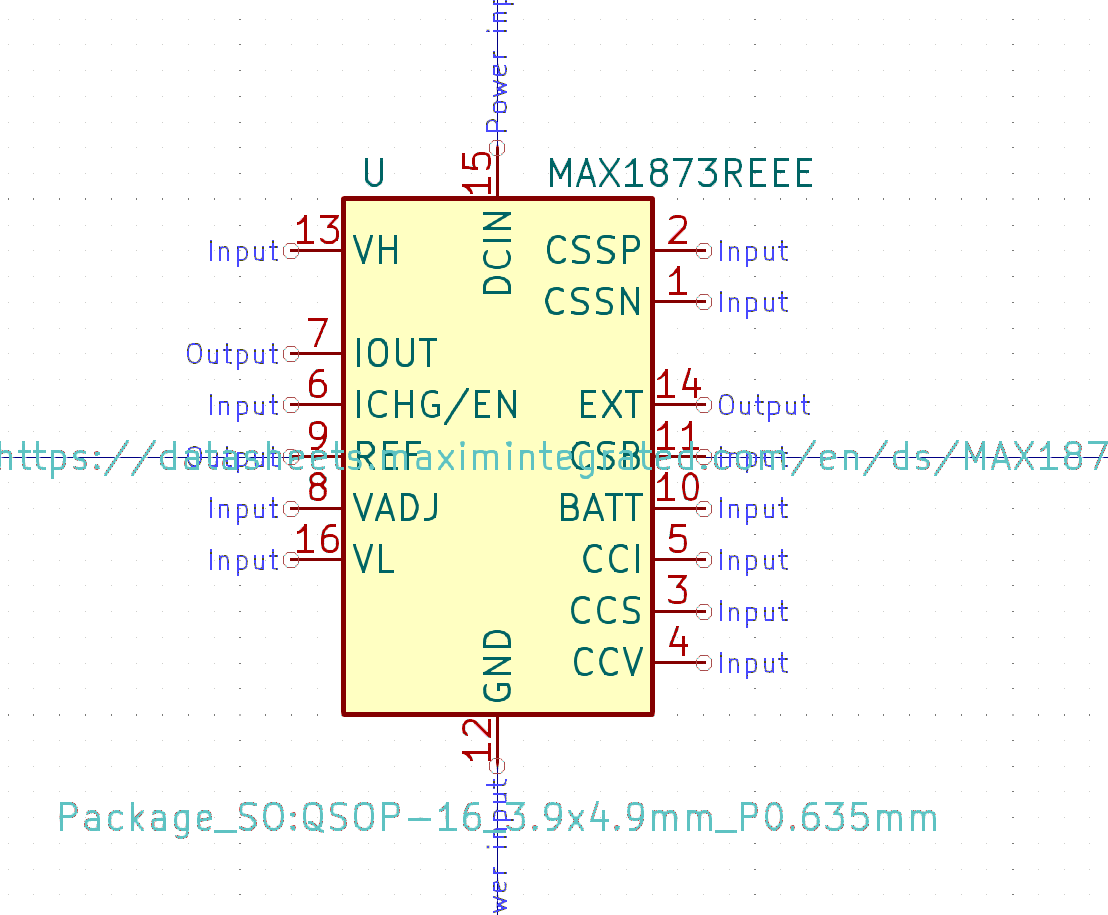 Power inp
U
MAX1873REEE
15
DCIN
13
Input
VH
2
CSSP
Input
1
CSSN
Input
7
Output
IOUT
6
Input
ICHG/EN
14
EXT
Output
9
Output
REF
11
CSB
Input
https://datasheets.maximintegrated.com/en/ds/MAX187
8
Input
VADJ
10
BATT
Input
16
Input
VL
5
CCI
Input
3
CCS
Input
4
CCV
Input
GND
12
wer input
Package_SO:QSOP-16_3.9x4.9mm_P0.635mm